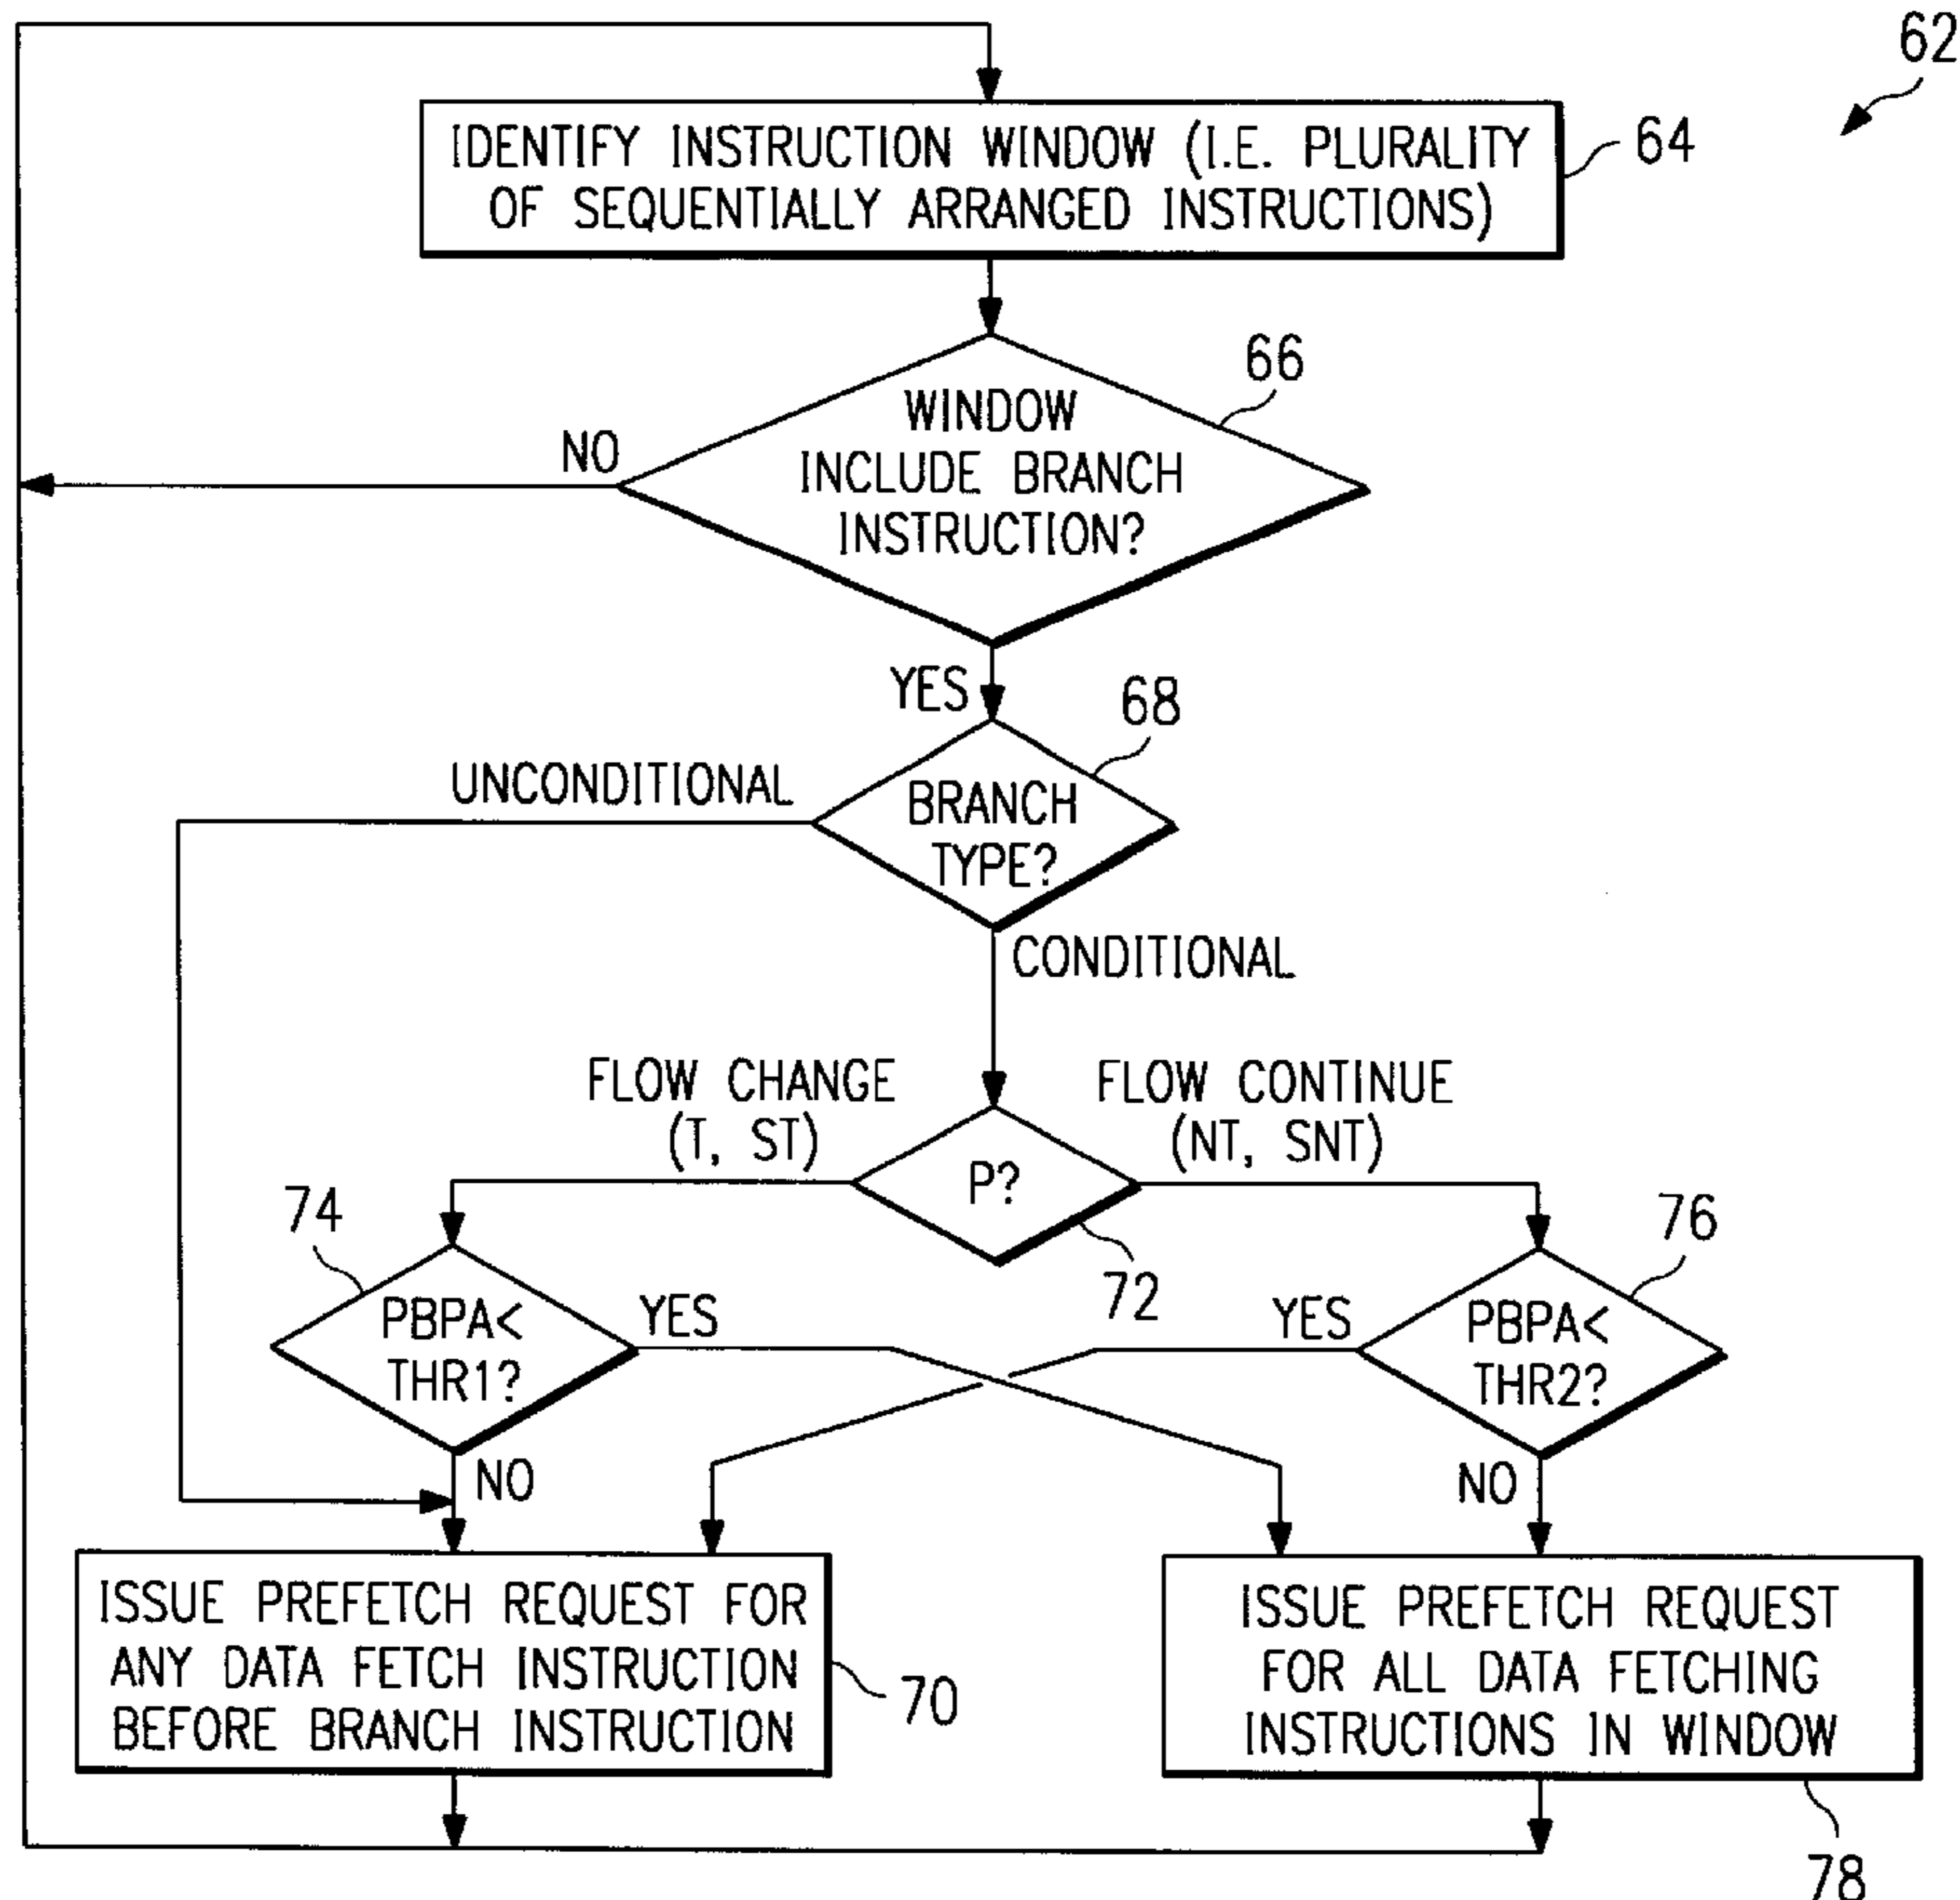 62
IDENTIFY INSTRUCTION WINDOW (I.E. PLURALITY
OF SEQUENTIALLY ARRANGED INSTRUCTIONS)
64
66
WINDOW
INCLUDE BRANCH
INSTRUCTION?
NO
YES
68
UNCONDITIONAL
BRANCH
TYPE?
CONDITIONAL
FLOW CHANGE
(T, ST)
FLOW CONTINUE
(NT, SNT)
P?
72
74
PBPA<
THR1?
YES
NO
76
YES
PBPA<
THR2?
NO
ISSUE PREFETCH REQUEST FOR
ANY DATA FETCH INSTRUCTION
BEFORE BRANCH INSTRUCTION
70
ISSUE PREFETCH REQUEST
FOR ALL DATA FETCHING
INSTRUCTIONS IN WINDOW
78